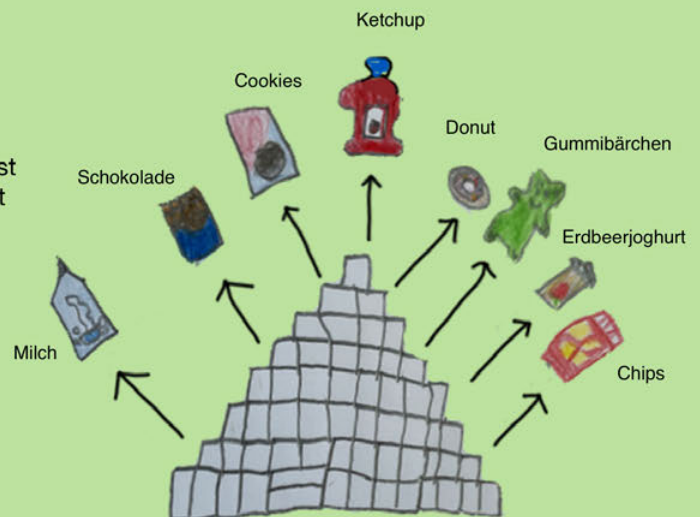 Ketchup
Cookies
Donut
Gummibärchen
Schokolade
Erdbeerjoghurt
Milch
Chips